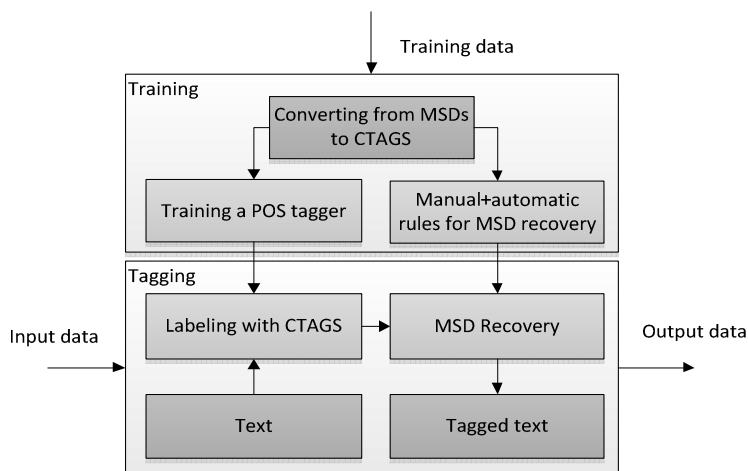 Training data
Training
Converting from MSDs
to CTAGS
Training a POS tagger
Manual+automatic
rules for MSD recovery
Tagging
Input data
Labeling with CTAGS
MSD Recovery
Output data
Text
Tagged text